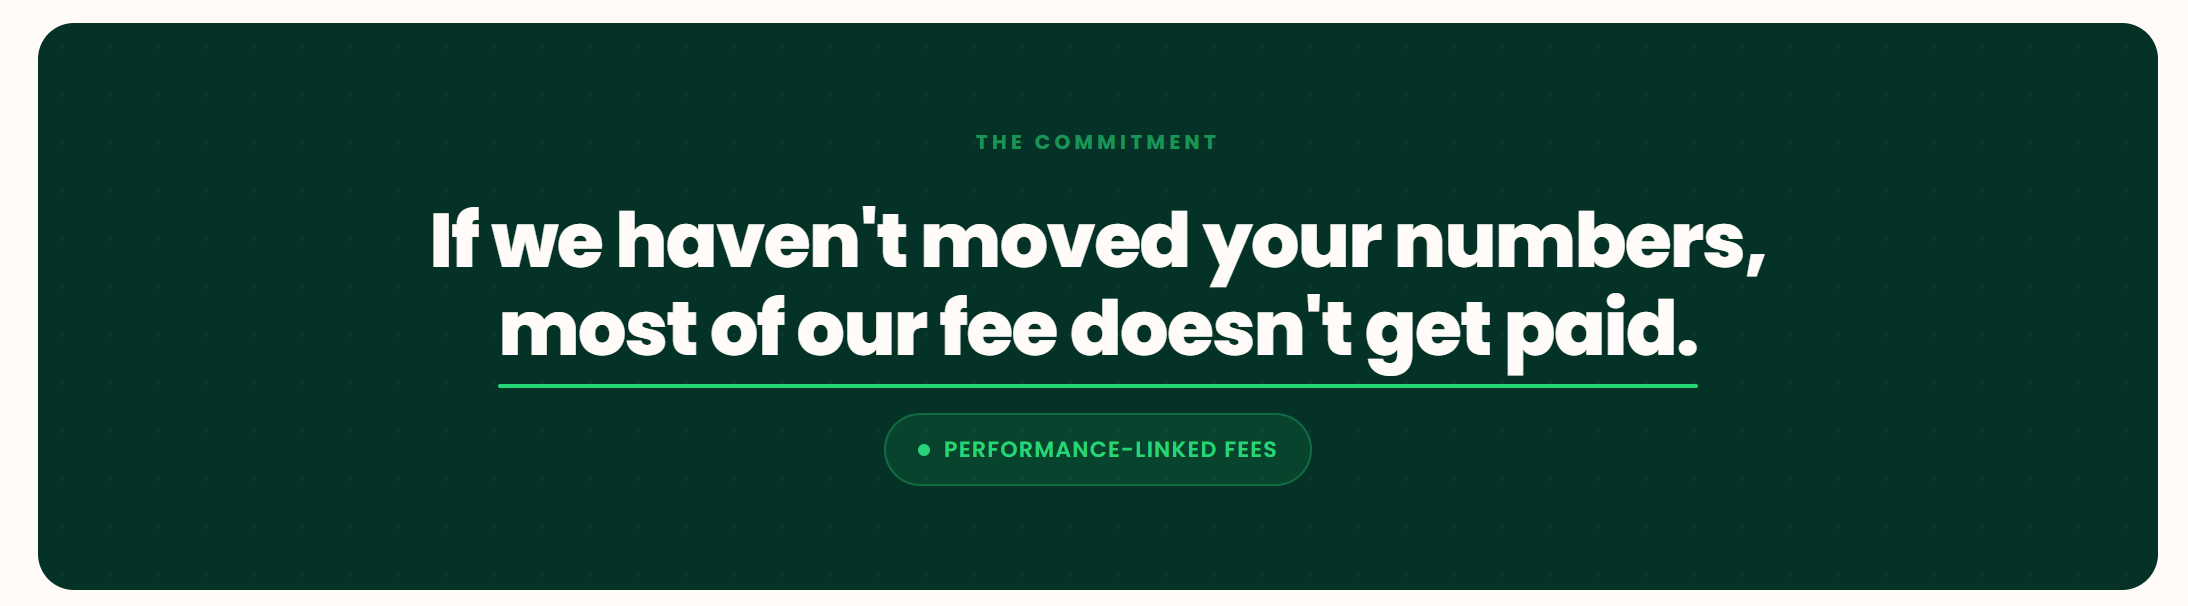 THE COMMITMENT
If we haven't moved your numbers,
most of our fee doesn't get paid.
PERFORMANCE-LINKED FEES